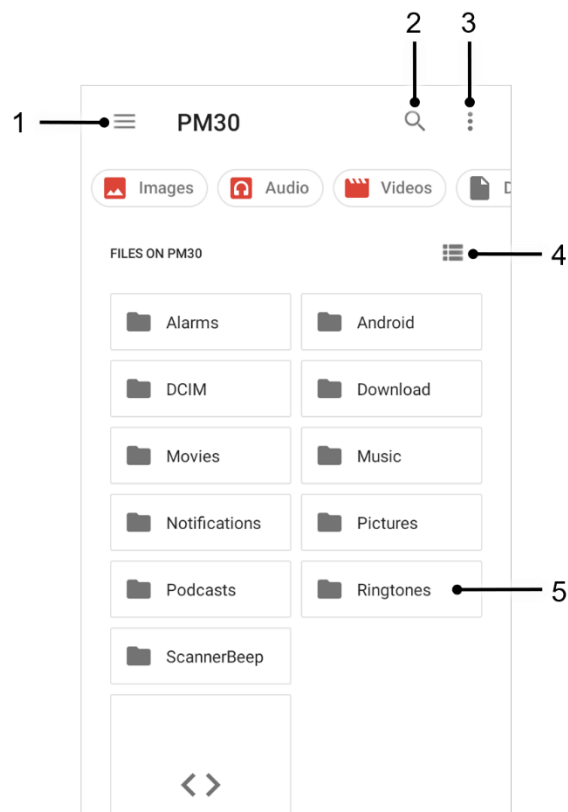 2 3
1 PM30
Images Audio Videos D
FILES ON PM30 4
Alarms Android
DCIM Download
Movies Music
Notifications Pictures
Podcasts Ringtones 5
ScannerBeep